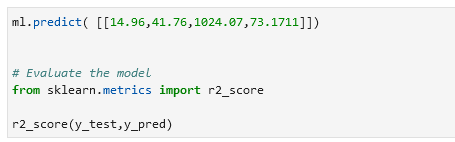 ml.predict( [[14.96,41.76,1024.07,73.1711]])
# Evaluate the model
from sklearn.metrics import r2_score
r2_score(y_test,y_pred)